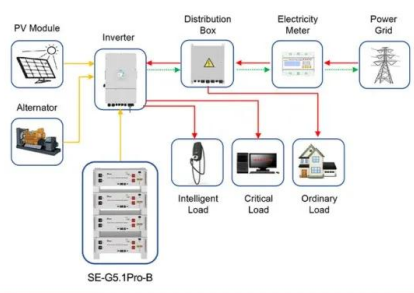 PV Module
Inverter
Distribution
Box
Electricity
Meter
Power
Grid
Alternator
Intelligent
Load
Critical
Load
Ordinary
Load
SE-G5.1Pro-B